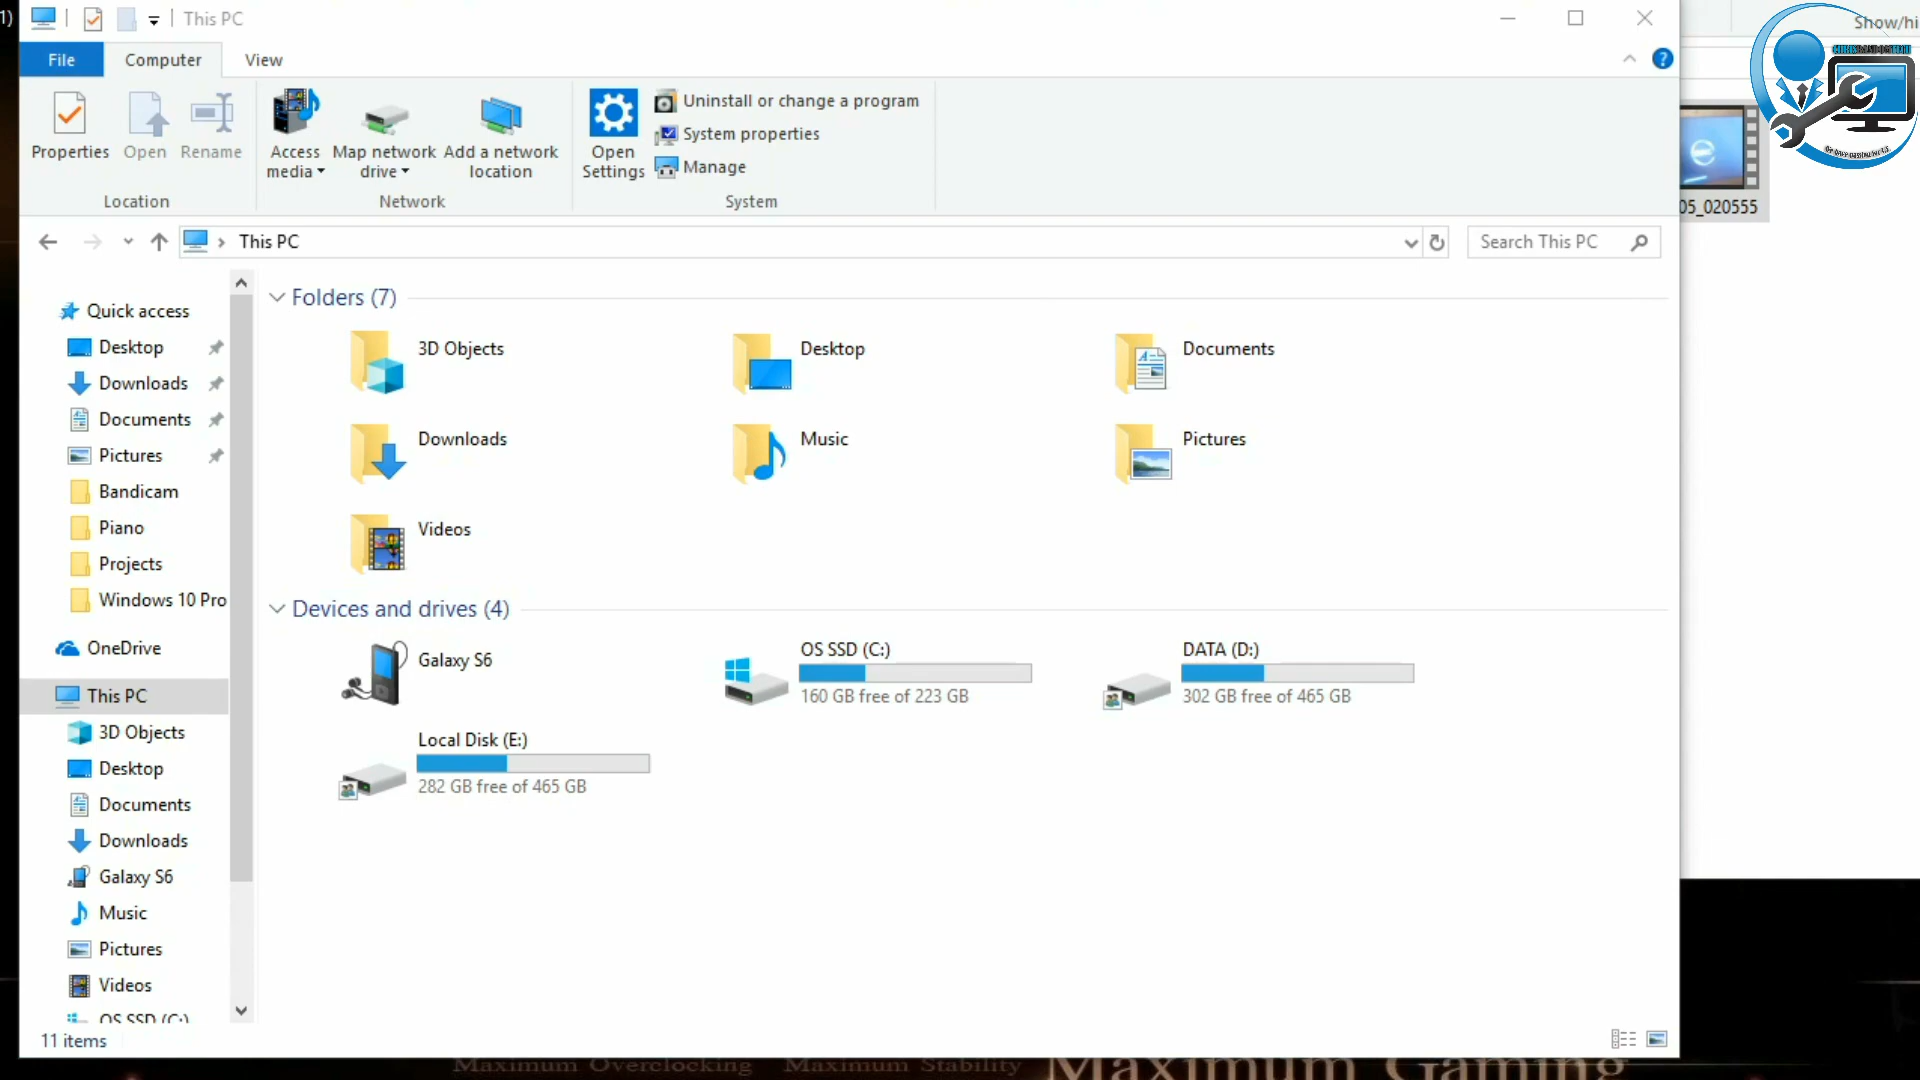 1)
This PC
Show/hi
File
Computer
View
Properties
Open
Rename
Access
media
Map network
drive
Add a network
location
Open
Settings
Uninstall or change a program
System properties
Manage
Location
Network
System
05_020555
This PC
Search This PC
Quick access
Desktop
Downloads
Documents
Pictures
Bandicam
Piano
Projects
Windows 10 Pro
OneDrive
This PC
3D Objects
Desktop
Documents
Downloads
Galaxy S6
Music
Pictures
Videos
OS SSD (C:)
Folders (7)
3D Objects
Desktop
Documents
Downloads
Music
Pictures
Videos
Devices and drives (4)
Galaxy S6
OS SSD (C:)
160 GB free of 223 GB
DATA (D:)
302 GB free of 465 GB
Local Disk (E:)
282 GB free of 465 GB
11 items
Maximum Overclocking
Maximum Stability
Maximum Gaming